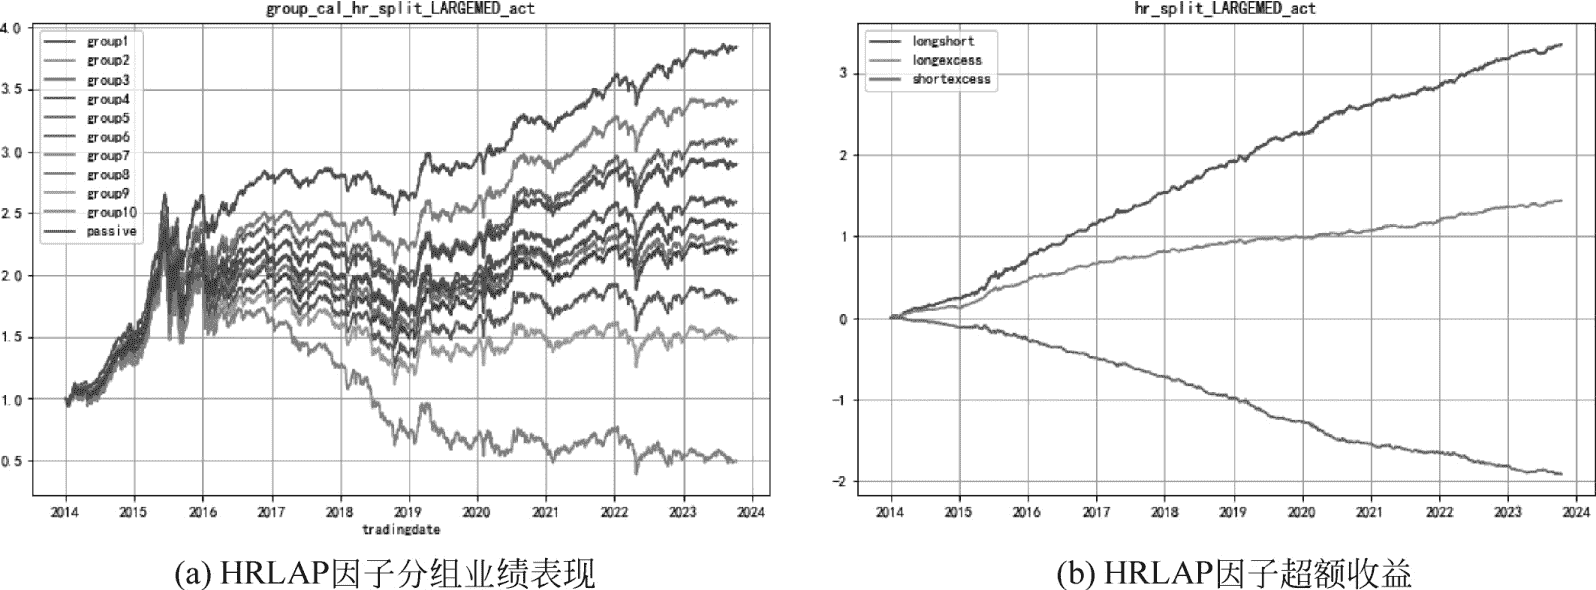 group_cal_hr_split_LARGEMED_act
4.0
3.5
3.0
2.5
2.0
1.5
1.0
0.5
group1
group2
group3
group4
group5
group6
group7
group8
group9
group10
passive
2014 2015 2016 2017 2018 2019 2020 2021 2022 2023 2024
tradingdate
(a) HRLAP因子分组业绩表现
hr_split_LARGEMED_act
3
2
1
0
-1
-2
longshort
longexcess
shortexcess
2014 2015 2016 2017 2018 2019 2020 2021 2022 2023 2024
(b) HRLAP因子超额收益